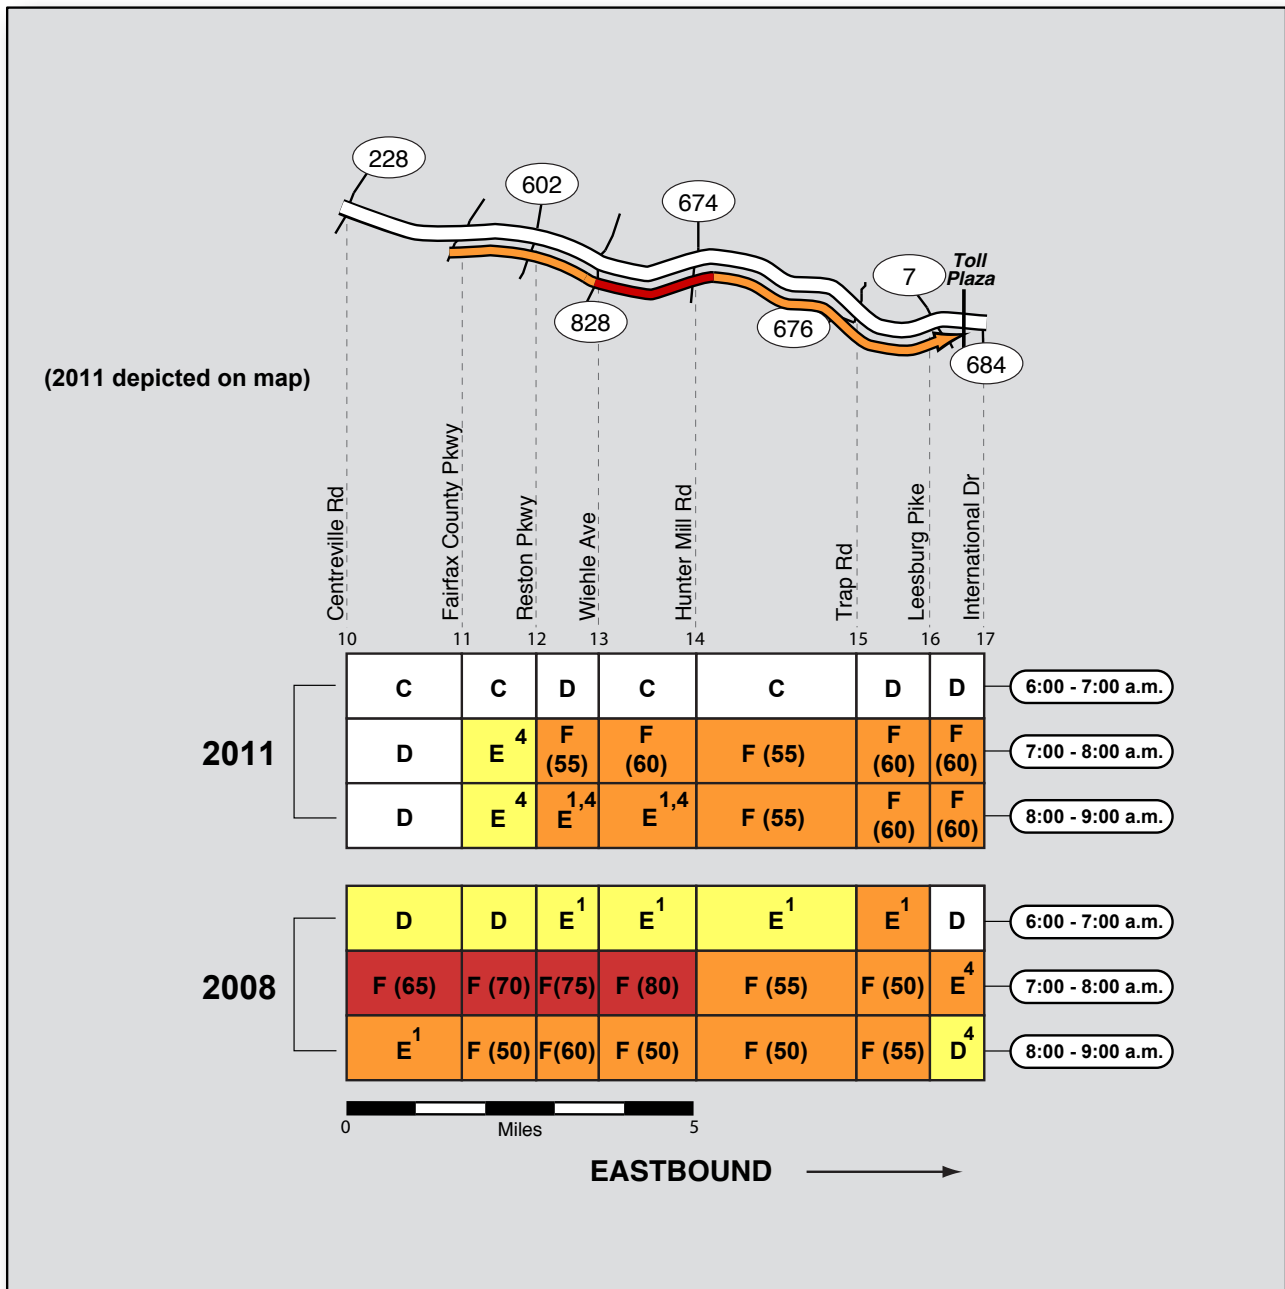 228
602
674
7
Toll
Plaza
828
676
684
(2011 depicted on map)
Centreville Rd
Fairfax County Pkwy
Reston Pkwy
Wiehle Ave
Hunter Mill Rd
Trap Rd
Leesburg Pike
International Dr
10 11 12 13 14 15 16 17
C C D C C D D 6:00 - 7:00 a.m.
2011
D E 4 F (55) F (60) F (55) F (60) F (60) 7:00 - 8:00 a.m.
D E 4 E 1,4 E 1,4 F (55) F (60) F (60) 8:00 - 9:00 a.m.
D D E 1 E 1 E 1 E 1 D 6:00 - 7:00 a.m.
2008
F (65) F (70) F(75) F (80) F (55) F (50) E 4 7:00 - 8:00 a.m.
E 1 F (50) F(60) F (50) F (50) F (55) D 4 8:00 - 9:00 a.m.
0 Miles 5
EASTBOUND